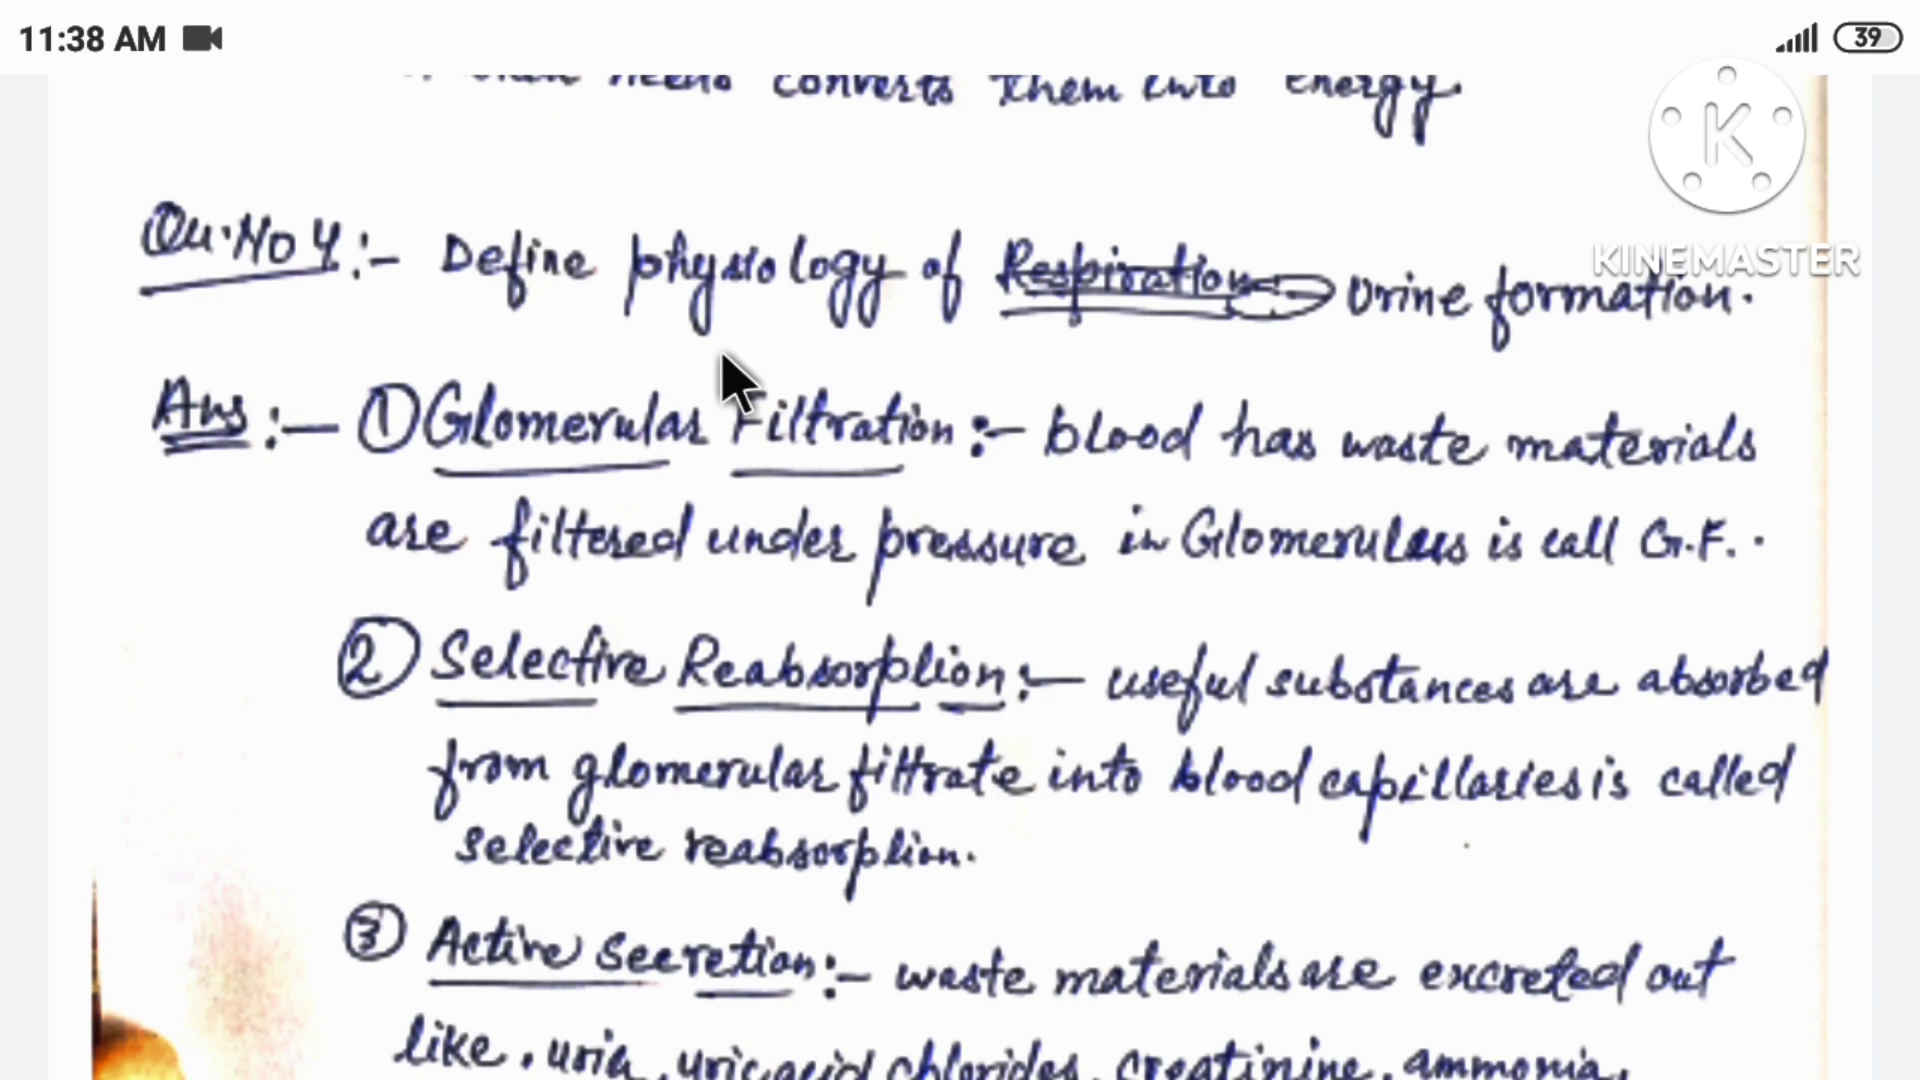 11:38 AM
39
needs converts them into energy.
K
KINEMASTER
Qu.No 4:- Define physiology of Respiration Urine formation.
Ans:- ① Glomerular Filtration:- blood has waste materials
are filtered under pressure in Glomerulus is call G.F..
② Selective Reabsorption:- useful substances are absorbed
from glomerular filtrate into blood capillaries is called
selective reabsorption.
③ Active Secretion:- waste materials are excreted out
like, uric acid, chlorides, creatinine, ammonia,